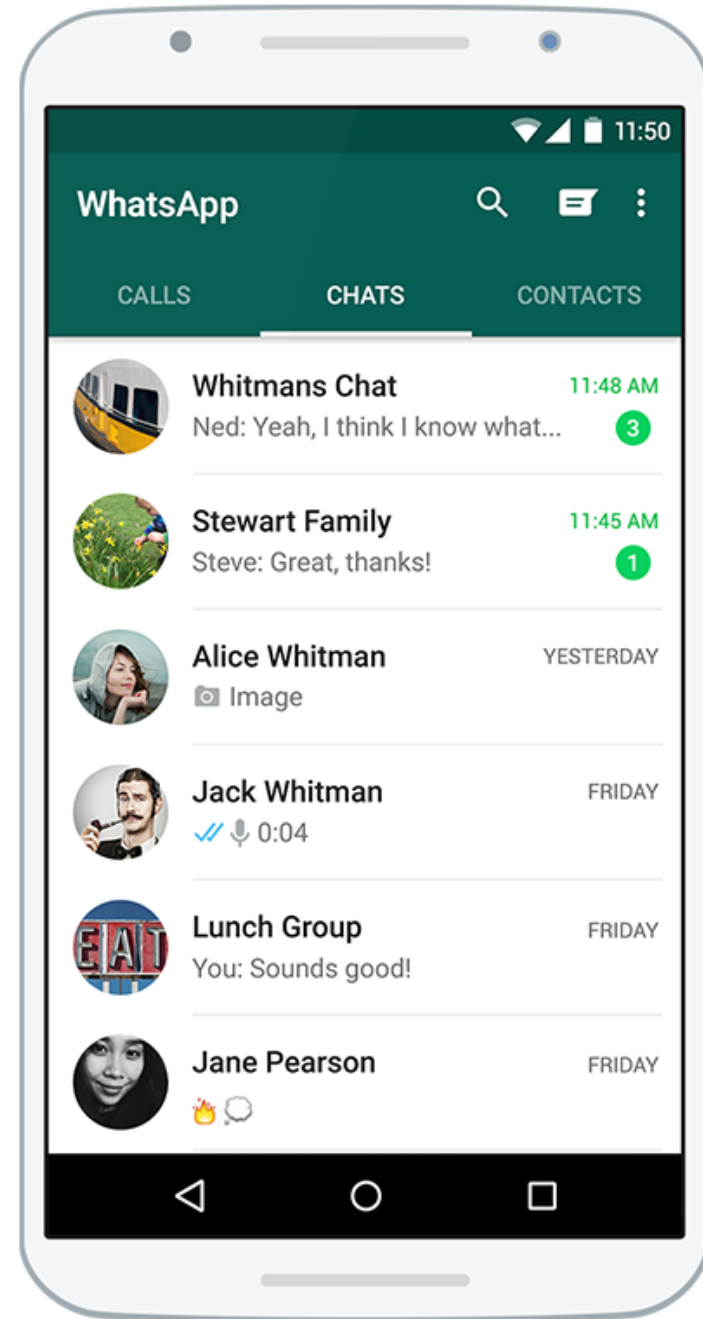 11:50
WhatsApp
CALLS CHATS CONTACTS
Whitmans Chat 11:48 AM
Ned: Yeah, I think I know what... 3
Stewart Family 11:45 AM
Steve: Great, thanks! 1
Alice Whitman YESTERDAY
Image
Jack Whitman FRIDAY
0:04
EAT
Lunch Group FRIDAY
You: Sounds good!
Jane Pearson FRIDAY
🔥💭